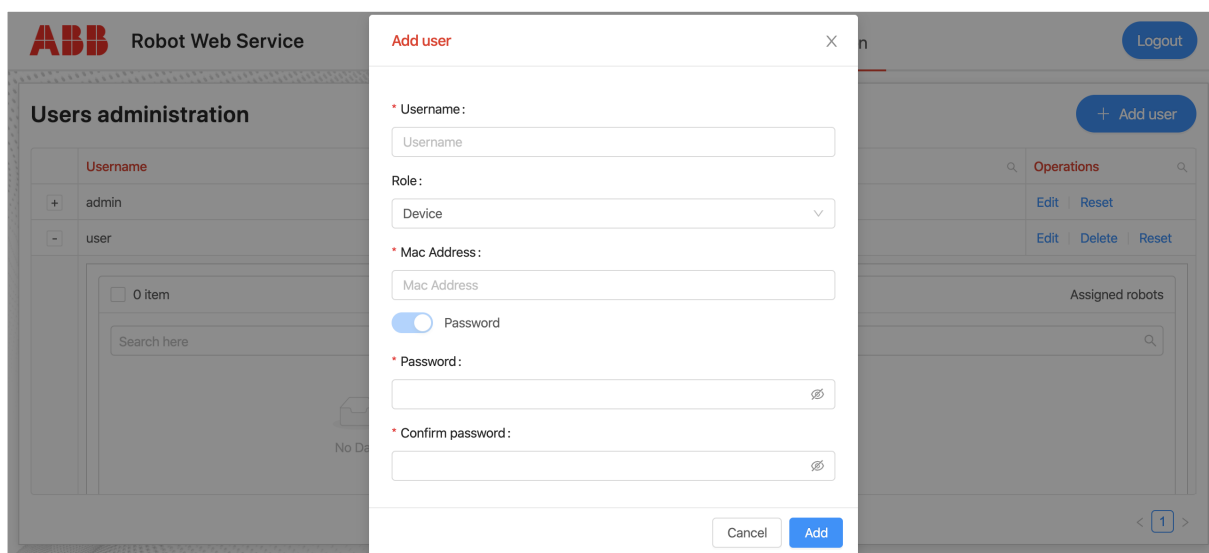 ABB Robot Web Service
n
Logout
Users administration
+ Add user
Username
Operations
+ admin
Edit Reset
- user
Edit Delete Reset
0 item
Assigned robots
Search here
No Da
< 1 >
Add user
* Username:
Username
Role:
Device
* Mac Address:
Mac Address
Password
* Password:
* Confirm password:
Cancel Add